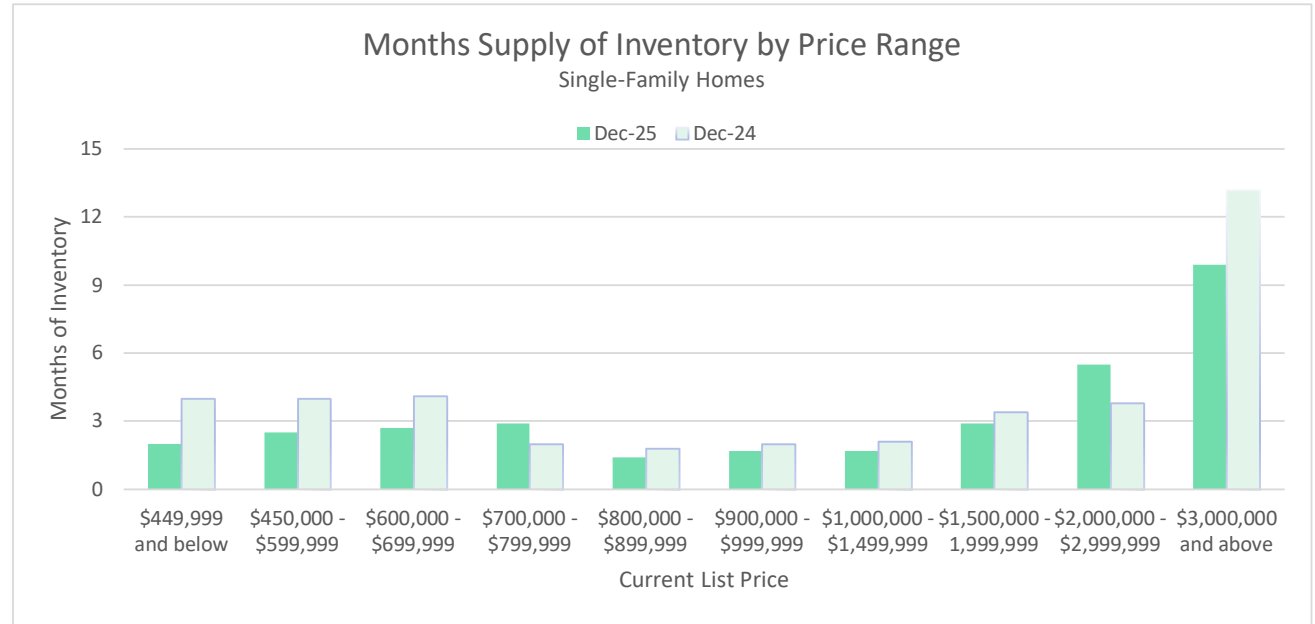 Months Supply of Inventory by Price Range
Single-Family Homes
Dec-25 Dec-24
15
12
9
6
3
0
Months of Inventory
$449,999 $450,000 - $600,000 - $700,000 - $800,000 - $900,000 - $1,000,000 - $1,500,000 - $2,000,000 - $3,000,000
and below $599,999 $699,999 $799,999 $899,999 $999,999 $1,499,999 1,999,999 $2,999,999 and above
Current List Price